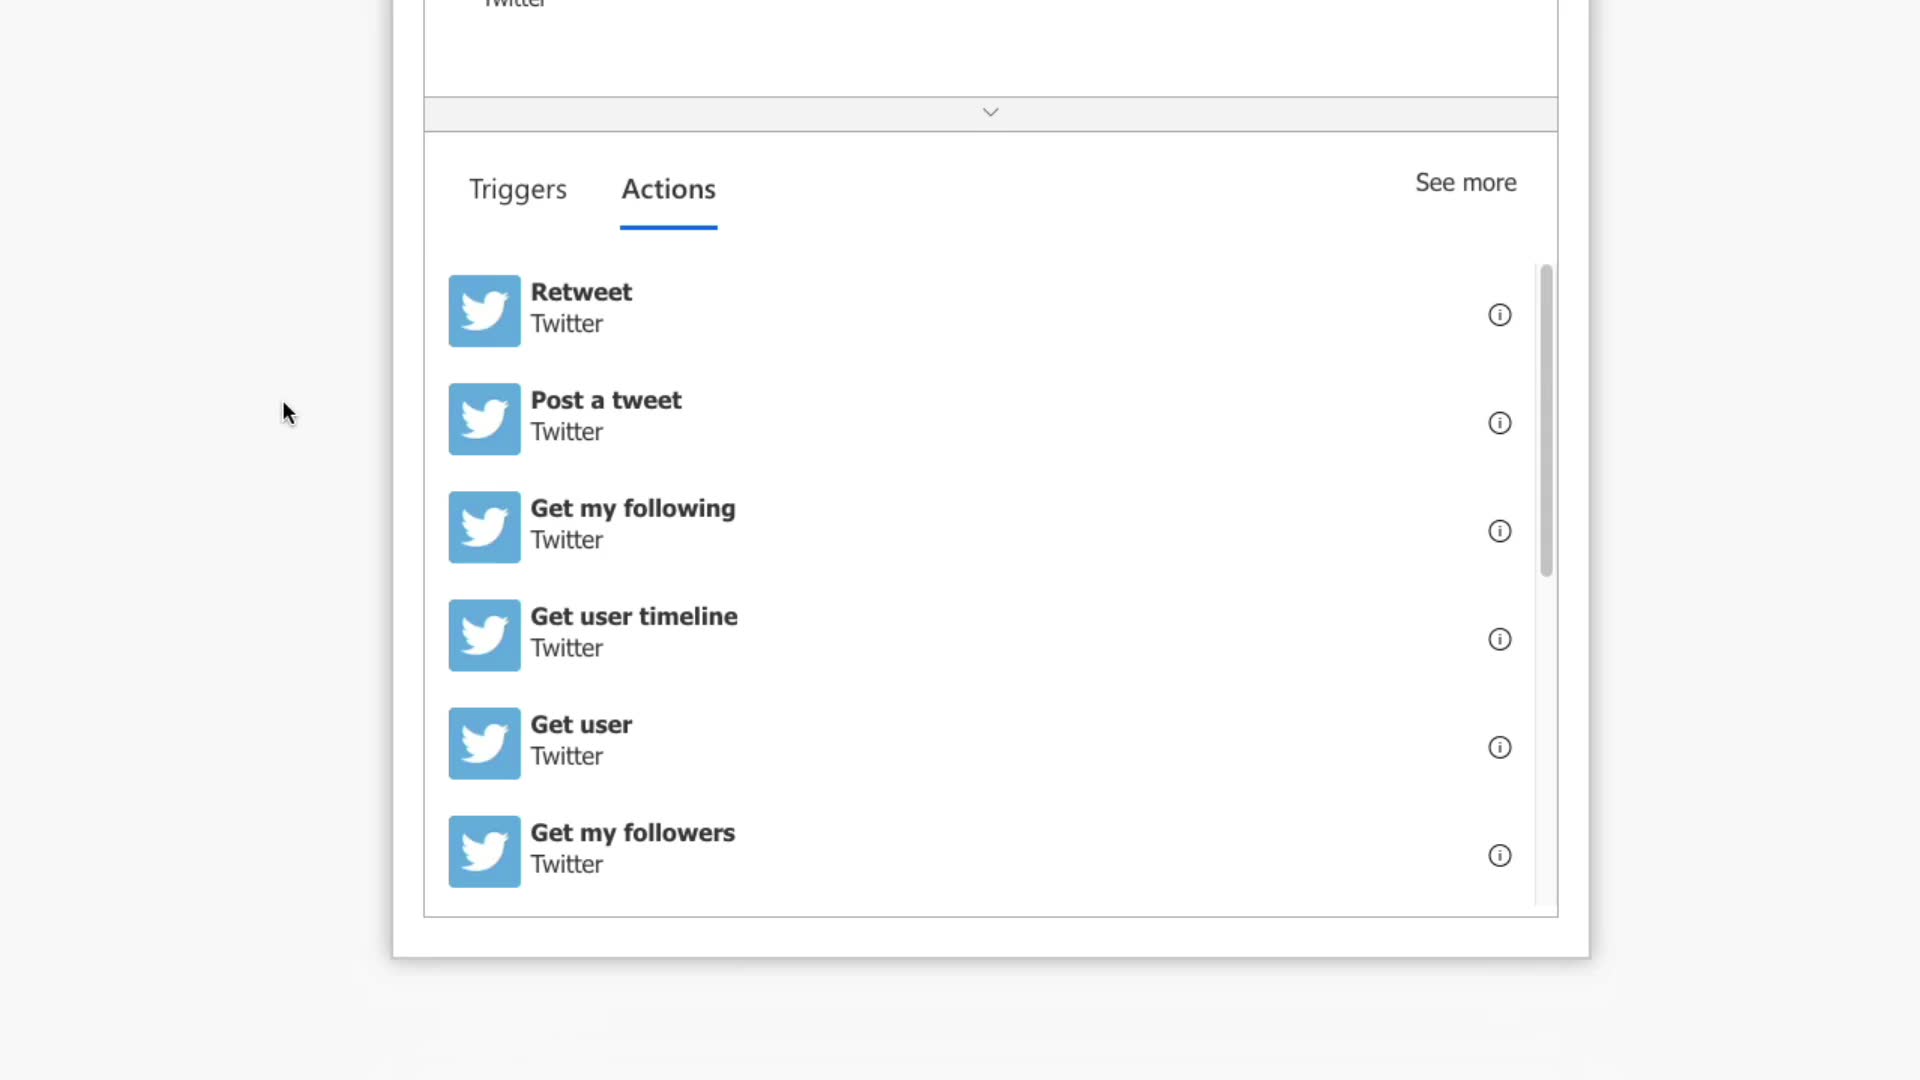 Twitter
Triggers
Actions
See more
Retweet
Twitter
Post a tweet
Twitter
Get my following
Twitter
Get user timeline
Twitter
Get user
Twitter
Get my followers
Twitter